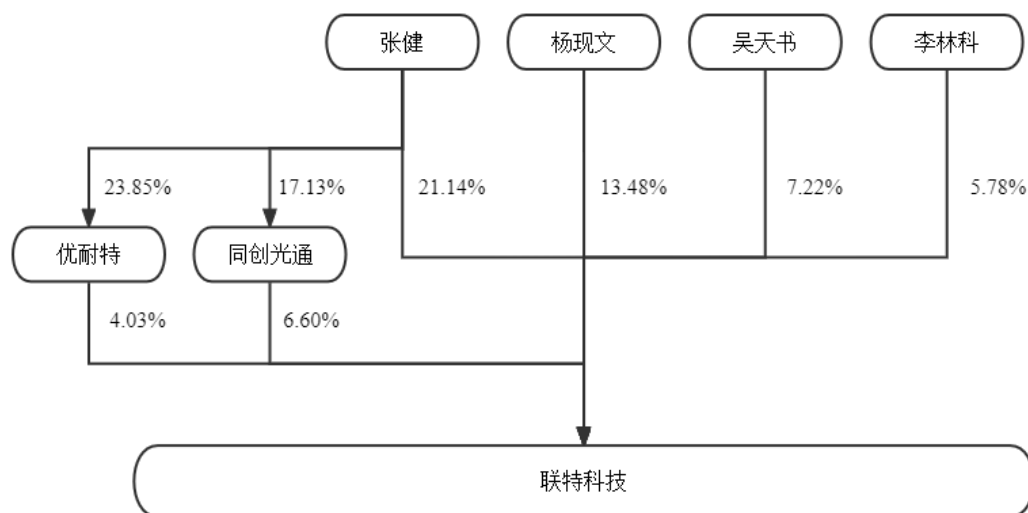 张健 杨现文 吴天书 李林科
23.85% 17.13% 21.14% 13.48% 7.22% 5.78%
优耐特 同创光通
4.03% 6.60%
联特科技